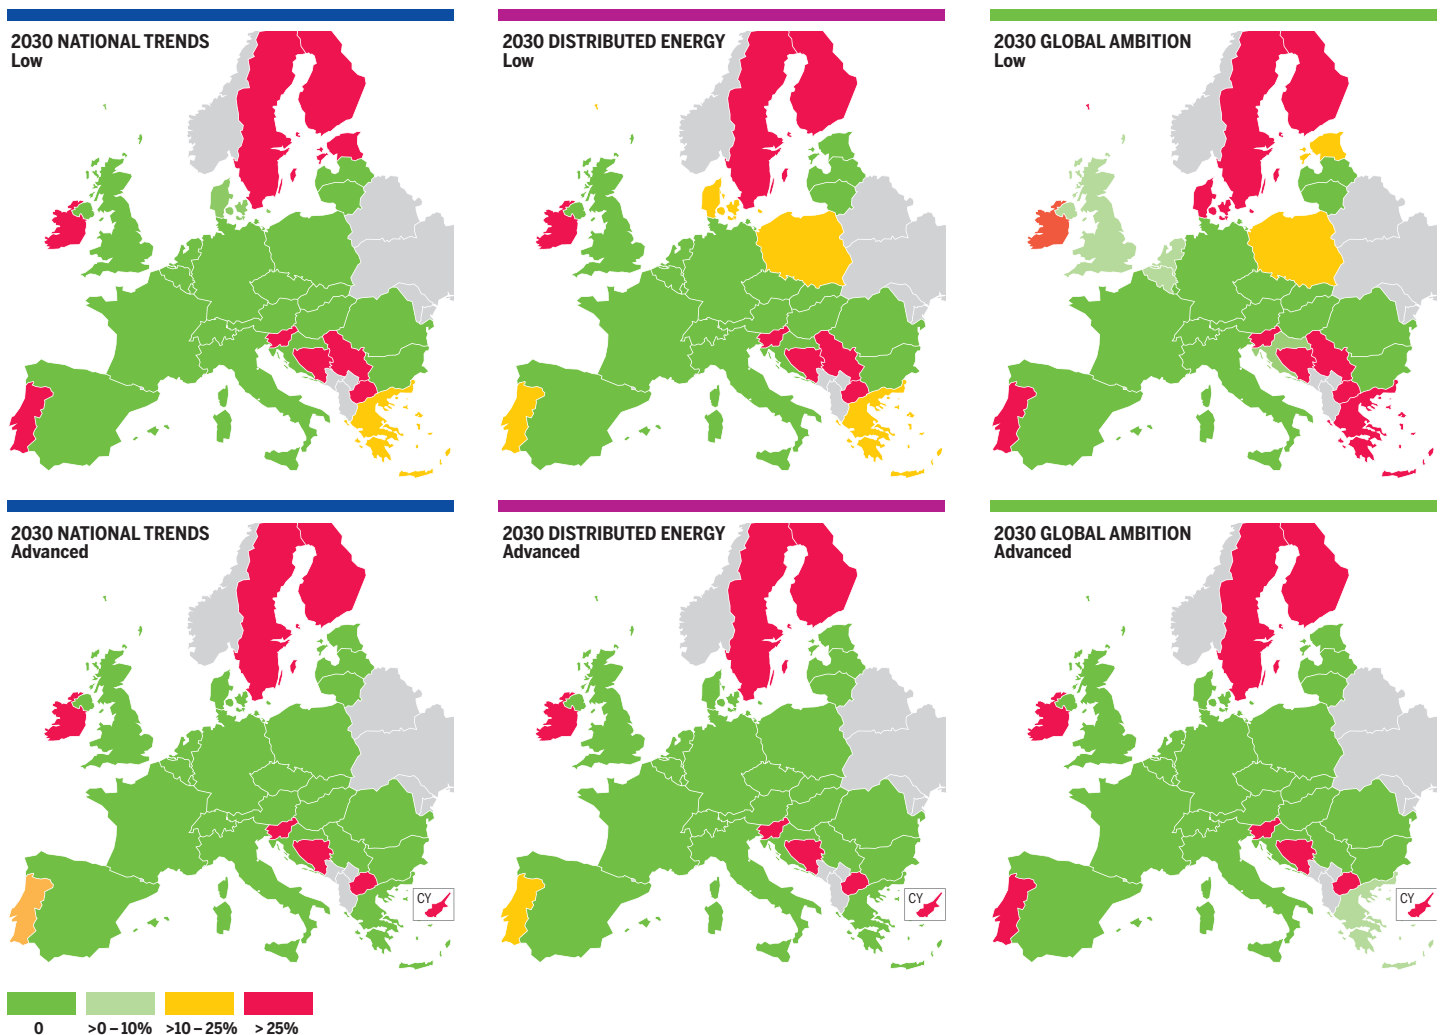 2030 NATIONAL TRENDS
Low
2030 DISTRIBUTED ENERGY
Low
2030 GLOBAL AMBITION
Low
2030 NATIONAL TRENDS
Advanced
CY
2030 DISTRIBUTED ENERGY
Advanced
CY
2030 GLOBAL AMBITION
Advanced
CY
0
>0 – 10%
>10 – 25%
> 25%